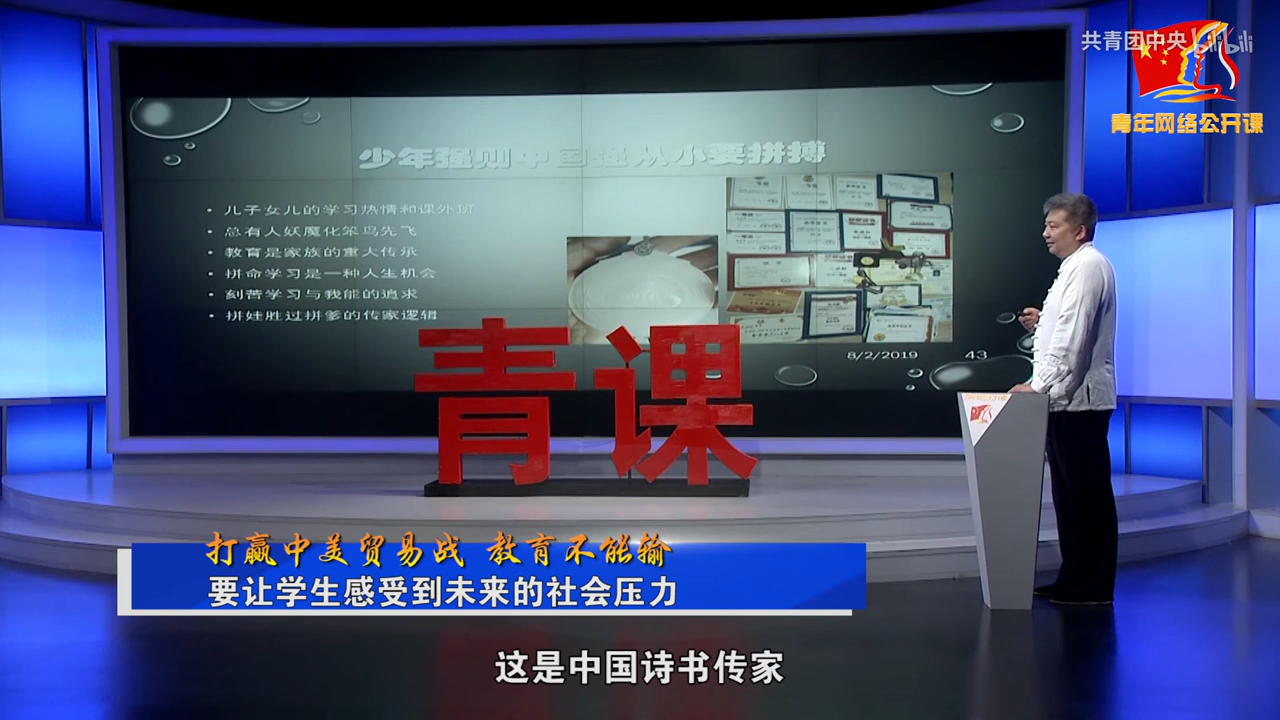 共青团中央 bilibili
青年网络公开课
少年强则中国强从小要拼搏
• 儿子女儿的学习热情和课外班
• 总有人妖魔化笨鸟先飞
• 教育是家族的重大传承
• 拼命学习是一种人生机会
• 刻苦学习与我能的追求
• 拼娃胜过拼爹的传家逻辑
8/2/2019 43
青课
打赢中美贸易战 教育不能输
要让学生感受到未来的社会压力
这是中国诗书传家